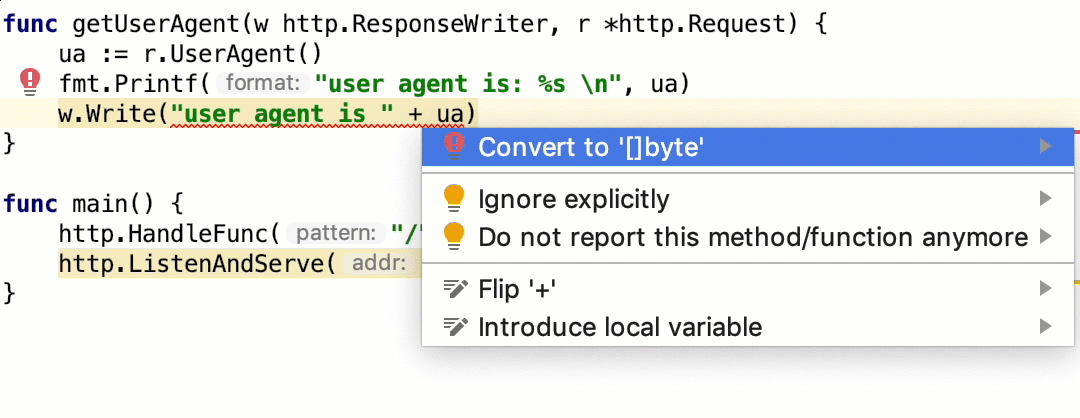 func getUserAgent(w http.ResponseWriter, r *http.Request) {
ua := r.UserAgent()
fmt.Printf( format: "user agent is: %s \n", ua)
w.Write("user agent is " + ua)
}
Convert to '[]byte'
Ignore explicitly
Do not report this method/function anymore
Flip '+'
Introduce local variable
func main() {
http.HandleFunc( pattern: "/"
http.ListenAndServe( addr:
}